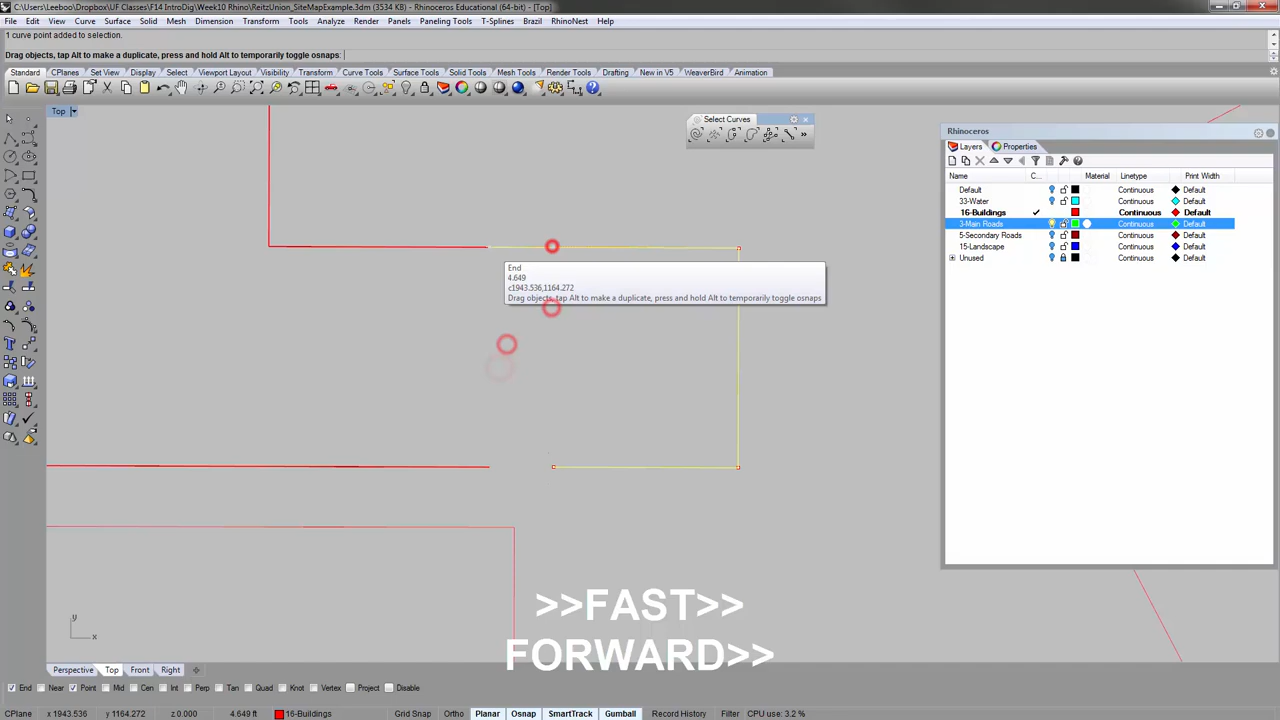 C:\Users\Leeboo\Dropbox\UF Classes\F14 IntroDig\Week10 Rhino\ReitzUnion_SiteMapExample.3dm (3534 KB) - Rhinoceros Educational (64-bit) - [Top]
File Edit View Curve Surface Solid Mesh Dimension Transform Tools Analyze Render Panels Paneling Tools T-Splines Brazil RhinoNest Help
1 curve point added to selection.
Drag objects, tap Alt to make a duplicate, press and hold Alt to temporarily toggle osnaps:
Standard CPlanes Set View Display Select Viewport Layout Visibility Transform Curve Tools Surface Tools Solid Tools Mesh Tools Render Tools Drafting New in V5 WeaverBird Animation
Top
Select Curves
Rhinoceros
Layers Properties
Name C... Material Linetype Print Width
Default Continuous Default
33-Water Continuous Default
16-Buildings Continuous Default
3-Main Roads Continuous Default
5-Secondary Roads Continuous Default
15-Landscape Continuous Default
Unused Continuous Default
End
4.649
c1943.536,1164.272
Drag objects, tap Alt to make a duplicate, press and hold Alt to temporarily toggle osnaps
>>FAST>>
FORWARD>>
y
x
Perspective Top Front Right
End Near Point Mid Cen Int Perp Tan Quad Knot Vertex Project Disable
CPlane x 1943.536 y 1164.272 z 0.000 4.649 ft 16-Buildings Grid Snap Ortho Planar Osnap SmartTrack Gumball Record History Filter CPU use: 3.2 %